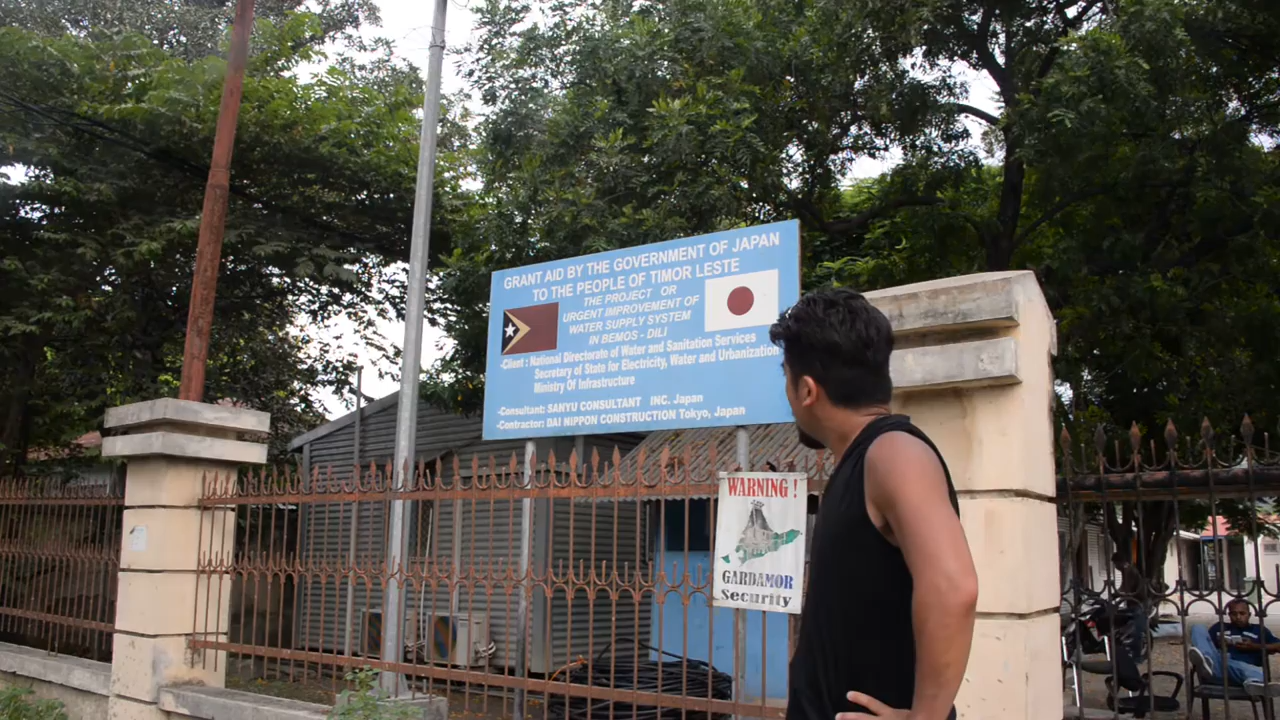 GRANT AID BY THE GOVERNMENT OF JAPAN
TO THE PEOPLE OF TIMOR LESTE
THE PROJECT OR
URGENT IMPROVEMENT OF
WATER SUPPLY SYSTEM
IN BEMOS - DILI
-Client : National Directorate of Water and Sanitation Services
Secretary of State for Electricity, Water and Urbanization
Ministry Of Infrastructure
-Consultant: SANYU CONSULTANT INC. Japan
-Contractor: DAI NIPPON CONSTRUCTION Tokyo, Japan
WARNING !
GARDAMOR
Security